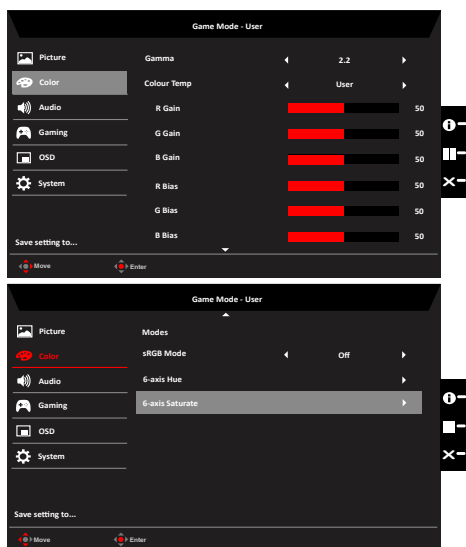 Game Mode - User
Picture
Gamma 2.2
Color
Colour Temp User
Audio
R Gain 50
Gaming
G Gain 50
OSD
B Gain 50
System
R Bias 50
G Bias 50
B Bias 50
Save setting to...
Move Enter
Game Mode - User
Picture
Modes
Color
sRGB Mode Off
Audio
6-axis Hue
Gaming
6-axis Saturate
OSD
System
Save setting to...
Move Enter